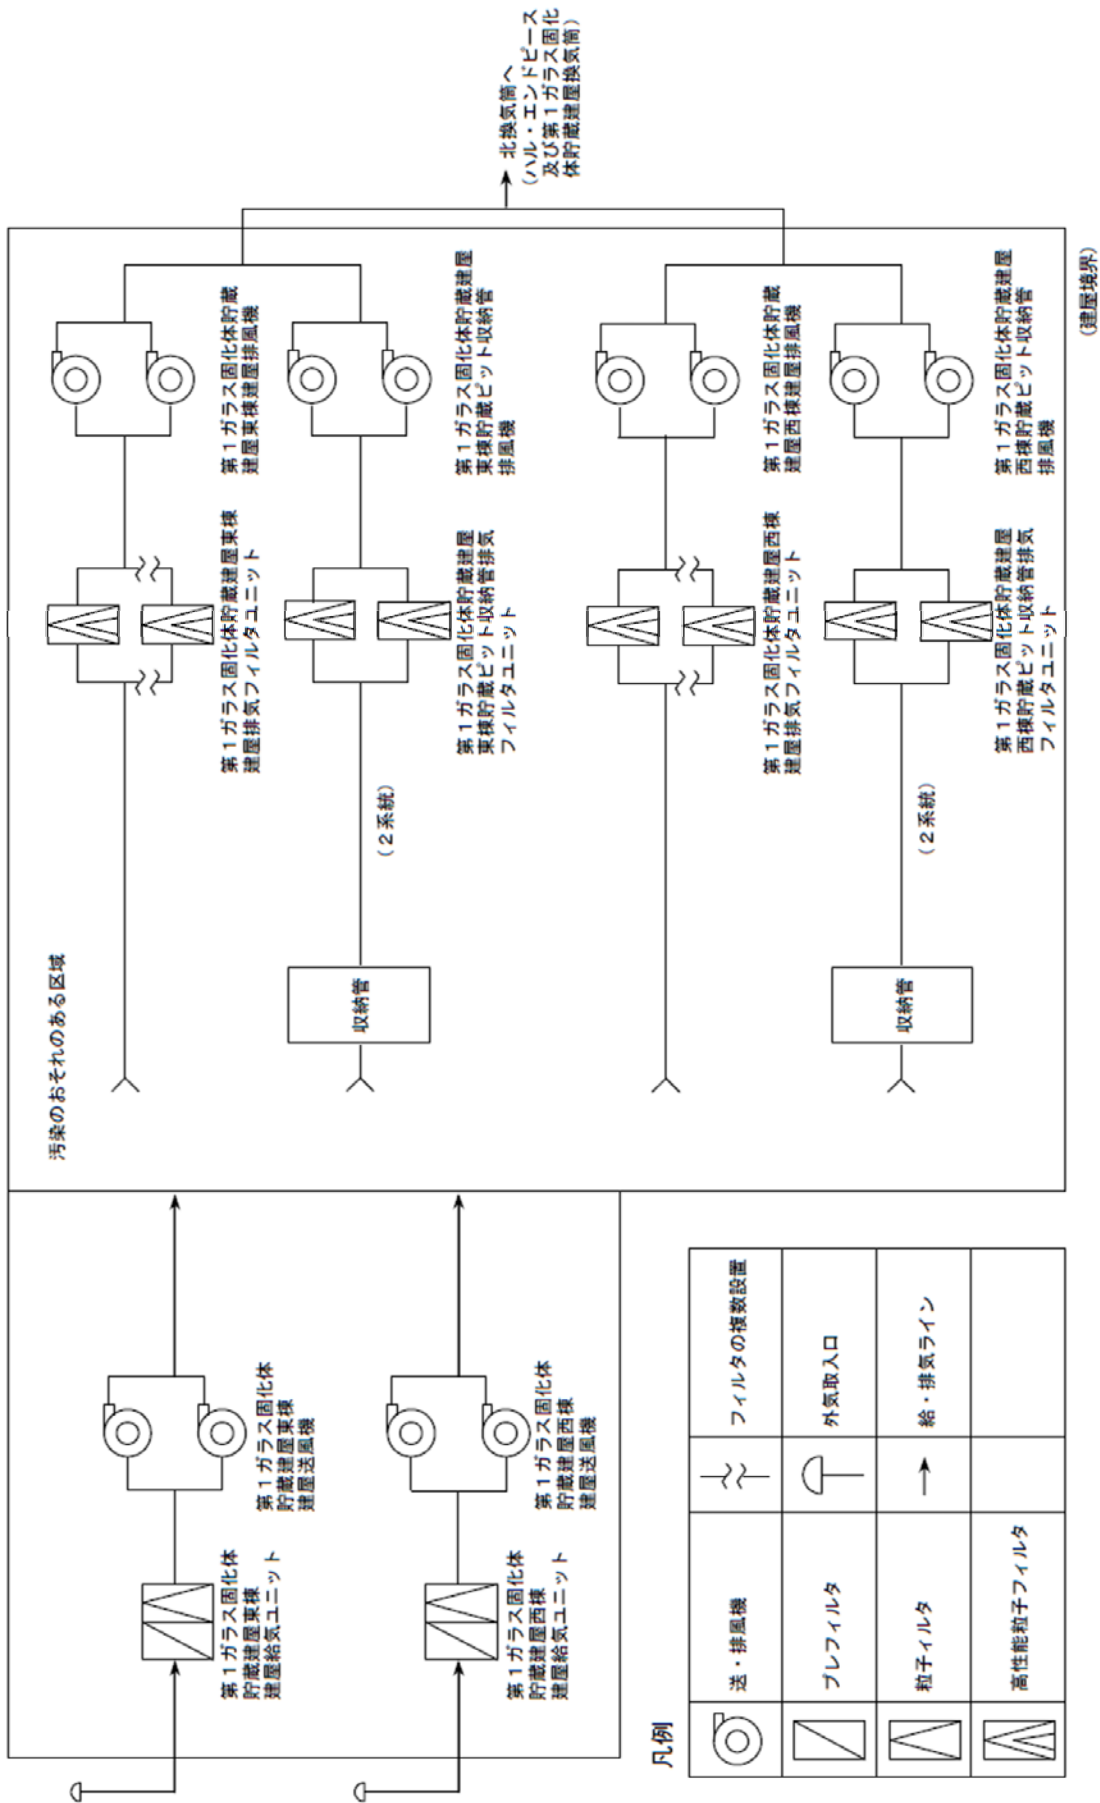 北換気筒へ
（ハル・エンドピース
及び第１ガラス固化
体貯蔵建屋換気筒）
汚染のおそれのある区域
第１ガラス固化体貯蔵建屋東棟
建屋排気フィルタユニット
第１ガラス固化体貯蔵
建屋東棟建屋排風機
第１ガラス固化体
貯蔵建屋東棟
建屋給気ユニット
第１ガラス固化体
貯蔵建屋東棟
建屋送風機
収納管
（２系統）
第１ガラス固化体貯蔵建屋
東棟貯蔵ピット収納管排気
フィルタユニット
第１ガラス固化体貯蔵建屋
東棟貯蔵ピット収納管
排風機
第１ガラス固化体
貯蔵建屋西棟
建屋給気ユニット
第１ガラス固化体
貯蔵建屋西棟
建屋送風機
第１ガラス固化体貯蔵建屋西棟
建屋排気フィルタユニット
第１ガラス固化体貯蔵
建屋西棟建屋排風機
収納管
（２系統）
第１ガラス固化体貯蔵建屋
西棟貯蔵ピット収納管排気
フィルタユニット
第１ガラス固化体貯蔵建屋
西棟貯蔵ピット収納管
排風機
（建屋境界）
凡例
送・排風機
フィルタの複数設置
プレフィルタ
外気取入口
粒子ィルタ
給・排気ライン
高性能粒子フィルタ